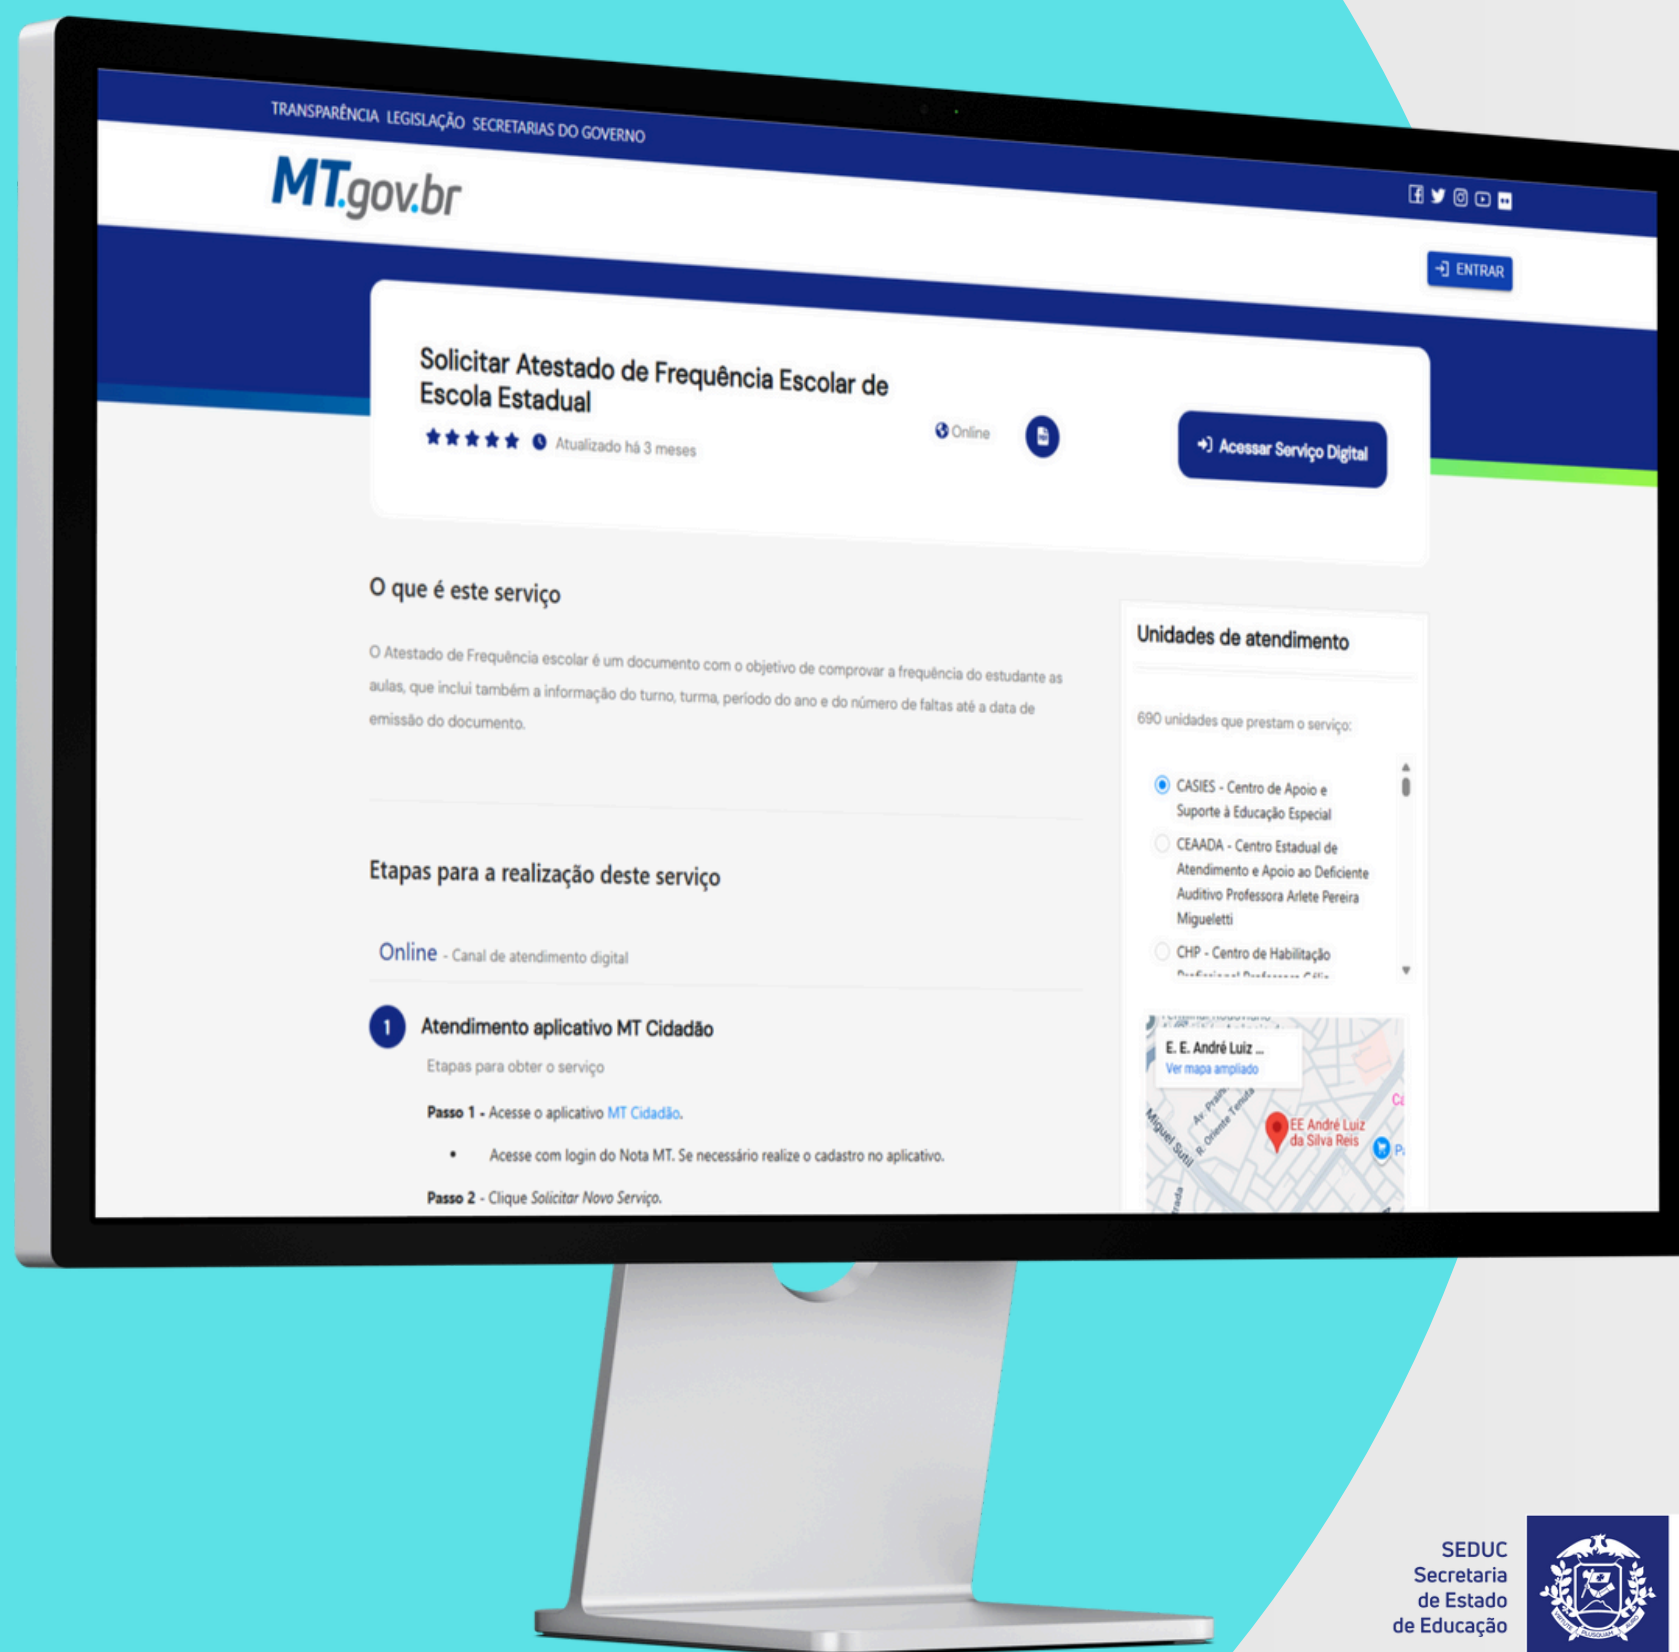 TRANSPARÊNCIA LEGISLAÇÃO SECRETARIAS DO GOVERNO
MT.gov.br
ENTRAR
Solicitar Atestado de Frequência Escolar de
Escola Estadual
Atualizado há 3 meses
Online
Acessar Serviço Digital
O que é este serviço
O Atestado de Frequência escolar é um documento com o objetivo de comprovar a frequência do estudante as
aulas, que inclui também a informação do turno, turma, período do ano e do número de faltas até a data de
emissão do documento.
Etapas para a realização deste serviço
Online - Canal de atendimento digital
1 Atendimento aplicativo MT Cidadão
Etapas para obter o serviço
Passo 1 - Acesse o aplicativo MT Cidadão.
• Acesse com login do Nota MT. Se necessário realize o cadastro no aplicativo.
Passo 2 - Clique Solicitar Novo Serviço.
Unidades de atendimento
690 unidades que prestam o serviço:
CASIES - Centro de Apoio e
Suporte à Educação Especial
CEAADA - Centro Estadual de
Atendimento e Apoio ao Deficiente
Auditivo Professora Arlete Pereira
Migueletti
CHP - Centro de Habilitação
E. E. André Luiz ...
Ver mapa ampliado
Miguel Sutil
R. Oriente Tenuta
EE André Luiz
da Silva Reis
SEDUC
Secretaria
de Estado
de Educação